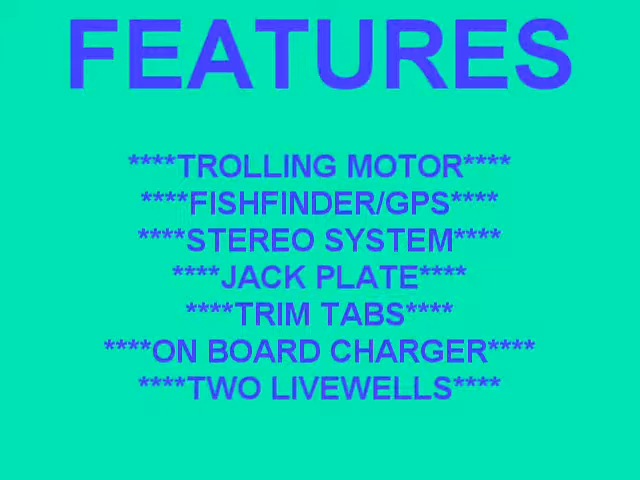 FEATURES
****TROLLING MOTOR****
****FISHFINDER/GPS****
****STEREO SYSTEM****
****JACK PLATE****
****TRIM TABS****
****ON BOARD CHARGER****
****TWO LIVEWELLS****